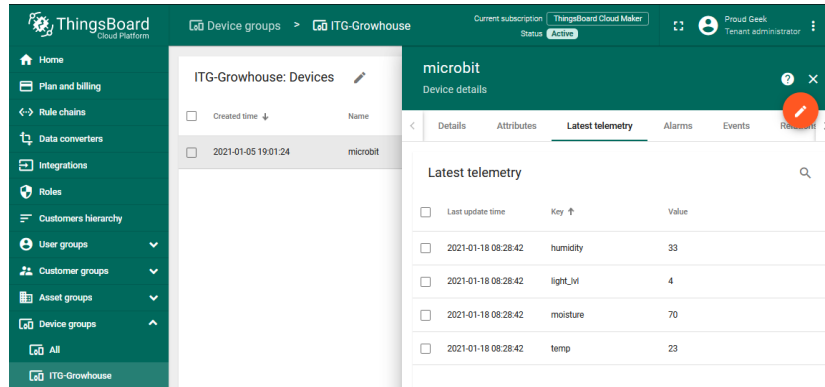 ThingsBoard
Cloud Platform
Device groups > ITG-Growhouse
Current subscription ThingsBoard Cloud Maker
Status Active
Proud Geek
Tenant administrator
Home
Plan and billing
Rule chains
Data converters
Integrations
Roles
Customers hierarchy
User groups
Customer groups
Asset groups
Device groups
All
ITG-Growhouse
ITG-Growhouse: Devices
Created time Name
2021-01-05 19:01:24 microbit
microbit
Device details
Details Attributes Latest telemetry Alarms Events
Latest telemetry
Last update time Key Value
2021-01-18 08:28:42 humidity 33
2021-01-18 08:28:42 light_lvl 4
2021-01-18 08:28:42 moisture 70
2021-01-18 08:28:42 temp 23